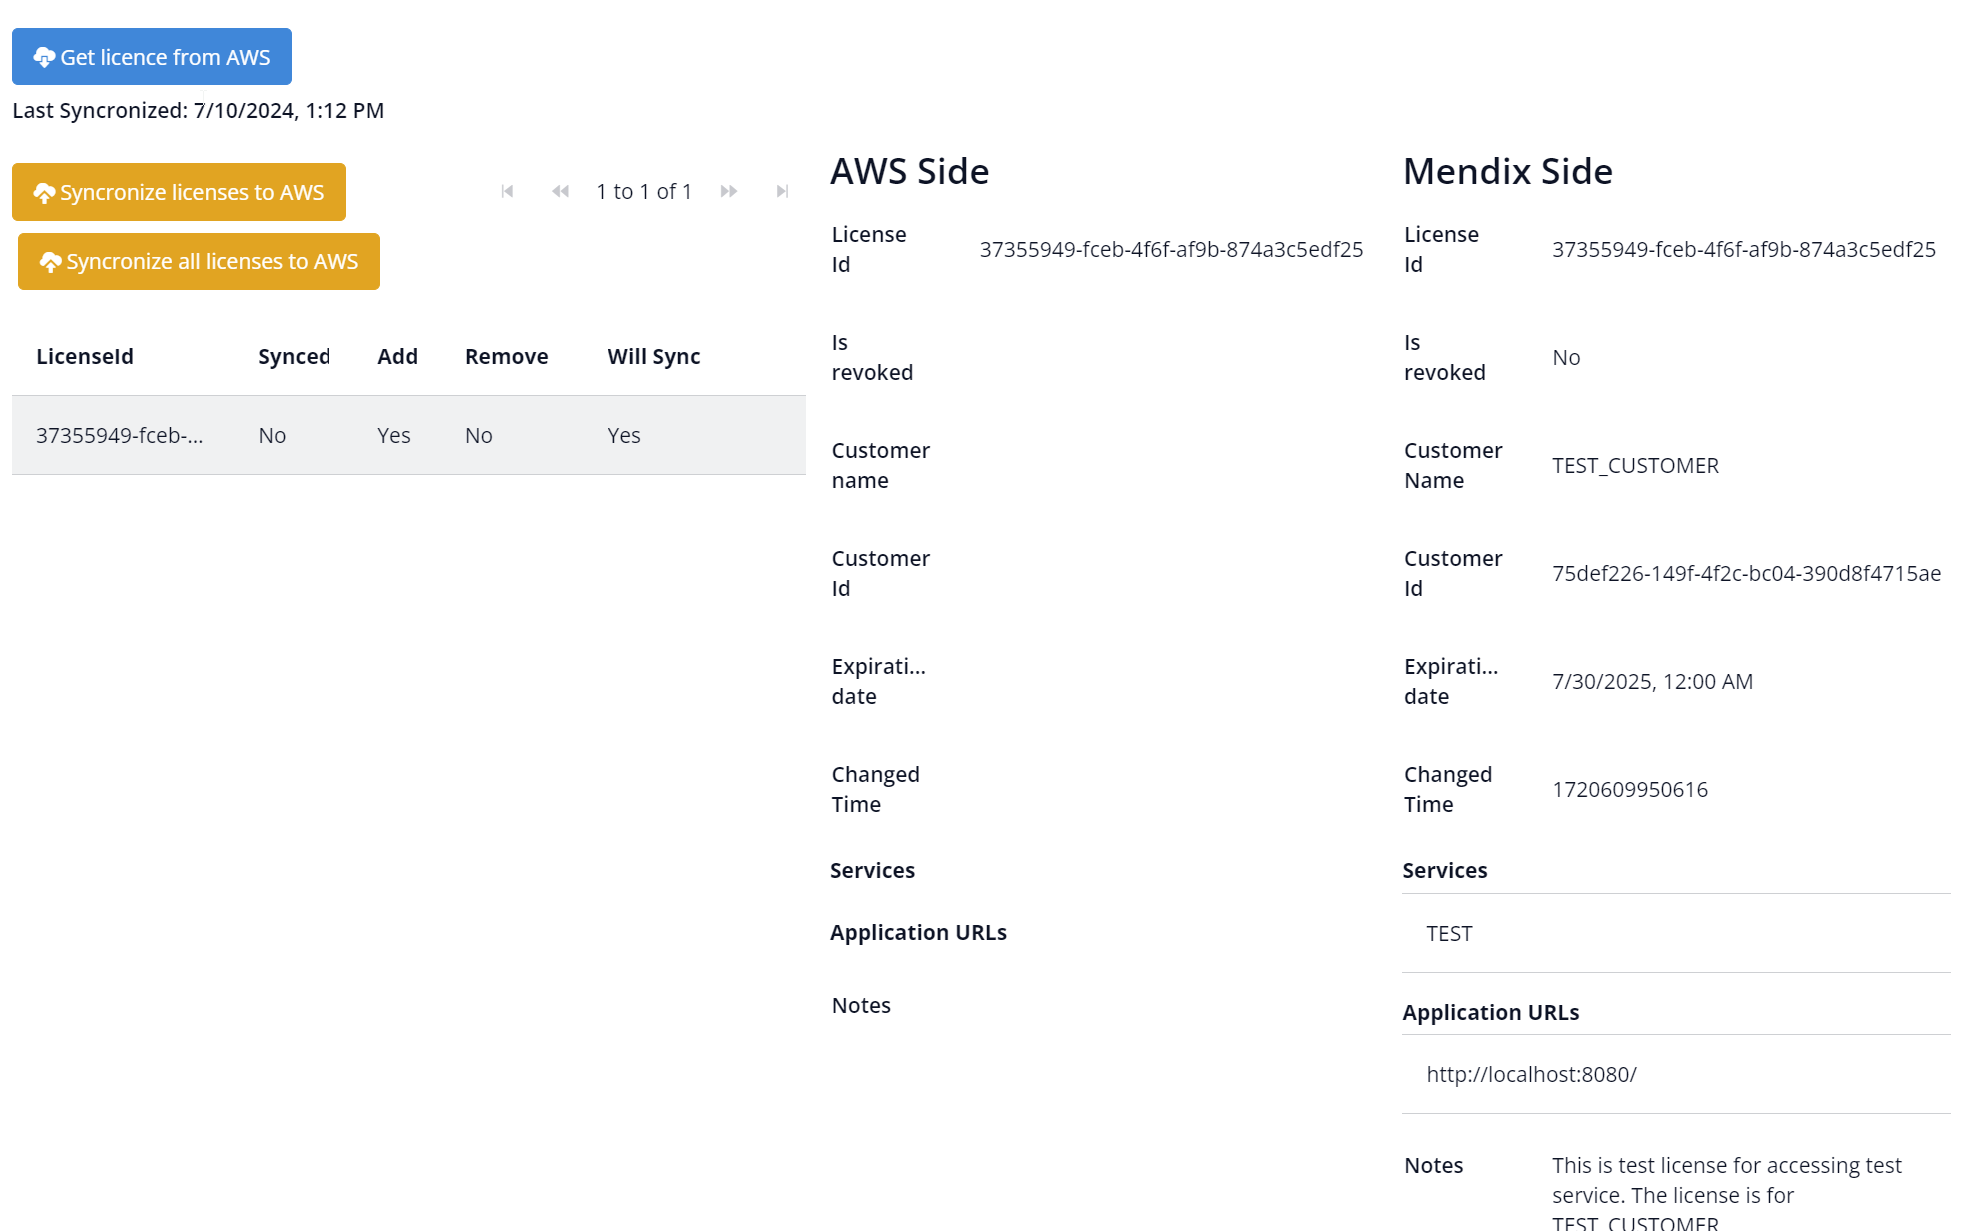 Get licence from AWS
Last Syncronized: 7/10/2024, 1:12 PM
Syncronize licenses to AWS
1 to 1 of 1
Syncronize all licenses to AWS
LicenseId Synced Add Remove Will Sync
37355949-fceb-... No Yes No Yes
AWS Side
License
Id
37355949-fceb-4f6f-af9b-874a3c5edf25
Is
revoked
Customer
name
Customer
Id
Expirati...
date
Changed
Time
Services
Application URLs
Notes
Mendix Side
License
Id
37355949-fceb-4f6f-af9b-874a3c5edf25
Is
revoked
No
Customer
Name
TEST_CUSTOMER
Customer
Id
75def226-149f-4f2c-bc04-390d8f4715ae
Expirati...
date
7/30/2025, 12:00 AM
Changed
Time
1720609950616
Services
TEST
Application URLs
http://localhost:8080/
Notes
This is test license for accessing test
service. The license is for
TEST_CUSTOMER